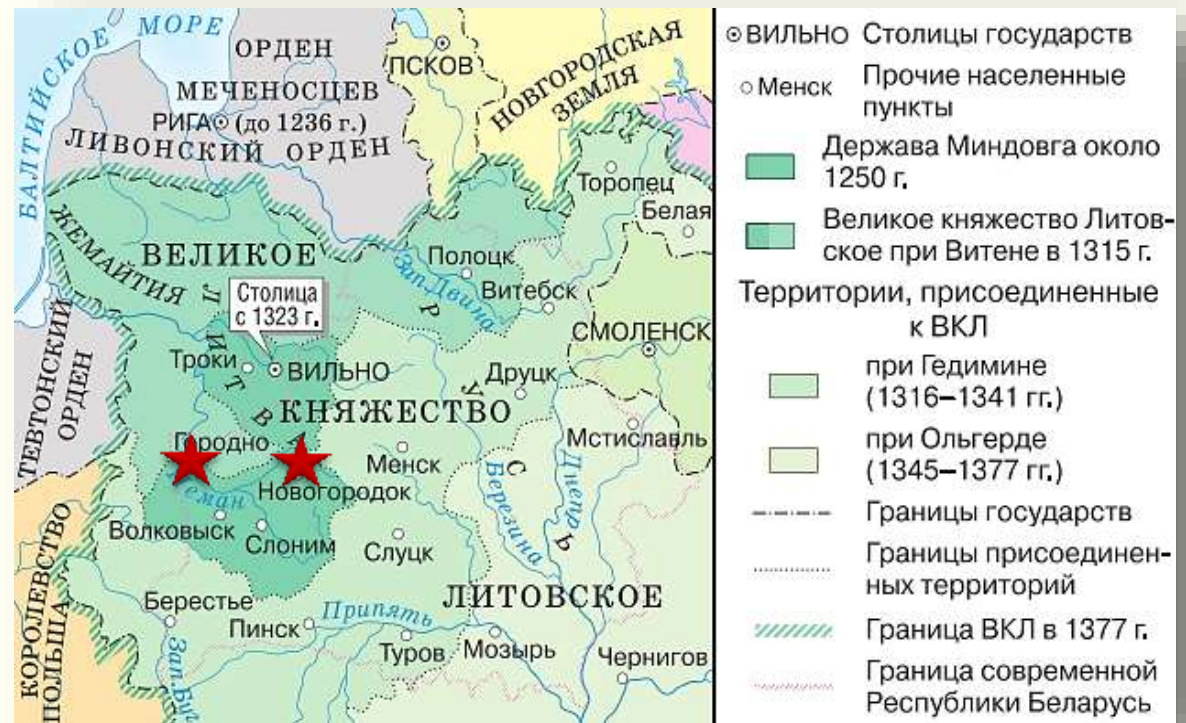 БАЛТИЙСКОЕ МОРЕ
ОРДЕН
МЕЧЕНОСЦЕВ
РИГА (до 1236 г.)
ЛИВОНСКИЙ ОРДЕН
ПСКОВ
НОВГОРОДСКАЯ
ЗЕМЛЯ
Торопец
Белая
ЖЕМАЙТИЯ
ВЕЛИКОЕ
Полоцк
Зап. Двина
Витебск
Столица
с 1323 г.
ЛИТВА
РУСЬ
СМОЛЕНСК
Троки
ВИЛЬНО
Друцк
ТЕВТОНСКИЙ
ОРДЕН
КНЯЖЕСТВО
Городно
Менск
Мстиславль
Новогородок
Березина
Днепр
Волковыск
Слоним
Слуцк
КОРОЛЕВСТВО
ПОЛЬША
Берестье
ЛИТОВСКОЕ
Припять
Пинск
Туров
Мозырь
Чернигов
Зап. Буг
ВИЛЬНО Столицы государств
Менск Прочие населенные
пункты
Держава Миндовга около
1250 г.
Великое княжество Литов-
ское при Витене в 1315 г.
Территории, присоединенные
к ВКЛ
при Гедимине
(1316–1341 гг.)
при Ольгерде
(1345–1377 гг.)
Границы государств
Границы присоединен-
ных территорий
Граница ВКЛ в 1377 г.
Граница современной
Республики Беларусь